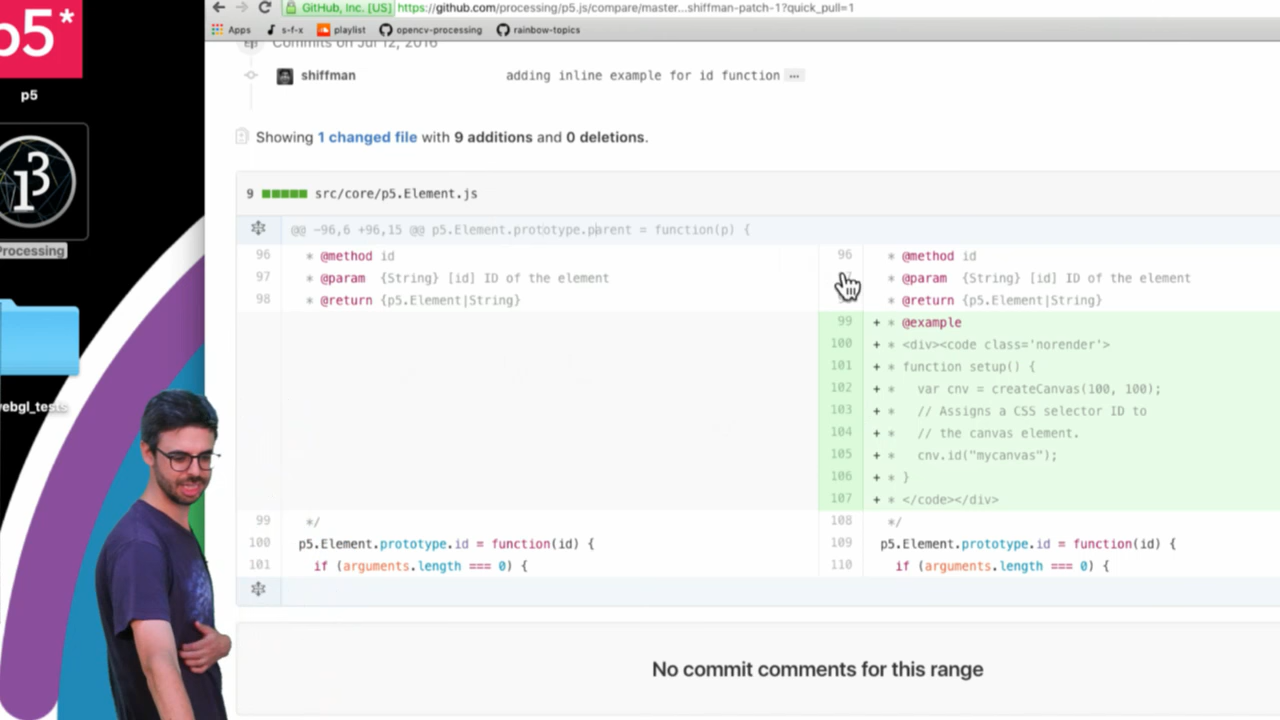 p5*
p5
Processing
webgl_tests
GitHub, Inc. [US] https://github.com/processing/p5.js/compare/master...shiffman-patch-1?quick_pull=1
Apps s-f-x playlist opencv-processing rainbow-topics
Commits on Jul 12, 2016
shiffman adding inline example for id function ...
Showing 1 changed file with 9 additions and 0 deletions.
9 src/core/p5.Element.js
@@ -96,6 +96,15 @@ p5.Element.prototype.parent = function(p) {
96 * @method id
97 * @param {String} [id] ID of the element
98 * @return {p5.Element|String}
99 */
100 p5.Element.prototype.id = function(id) {
101 if (arguments.length === 0) {
96 * @method id
* @param {String} [id] ID of the element
* @return {p5.Element|String}
99 + * @example
100 + * <div><code class='norender'>
101 + * function setup() {
102 + * var cnv = createCanvas(100, 100);
103 + * // Assigns a CSS selector ID to
104 + * // the canvas element.
105 + * cnv.id("mycanvas");
106 + * }
107 + * </code></div>
108 */
109 p5.Element.prototype.id = function(id) {
110 if (arguments.length === 0) {
No commit comments for this range